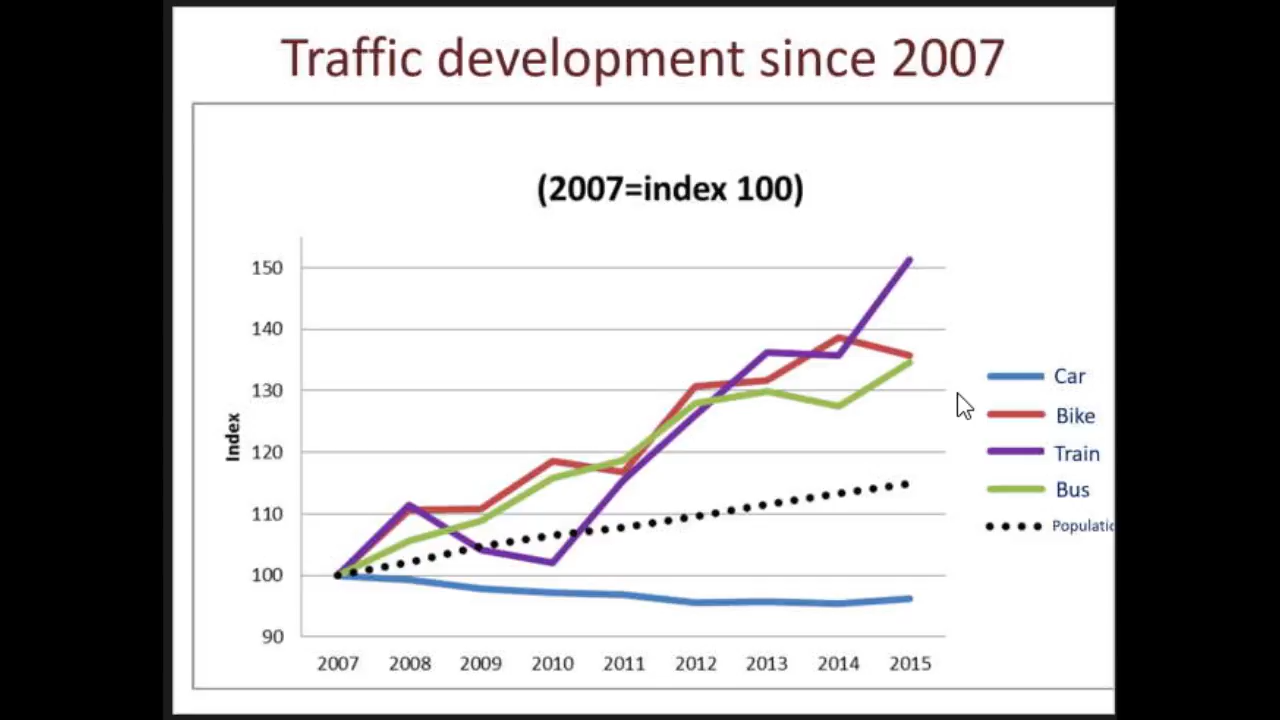 Traffic development since 2007
(2007=index 100)
150
140
130
120
110
100
90
Index
2007 2008 2009 2010 2011 2012 2013 2014 2015
Car
Bike
Train
Bus
Populatio